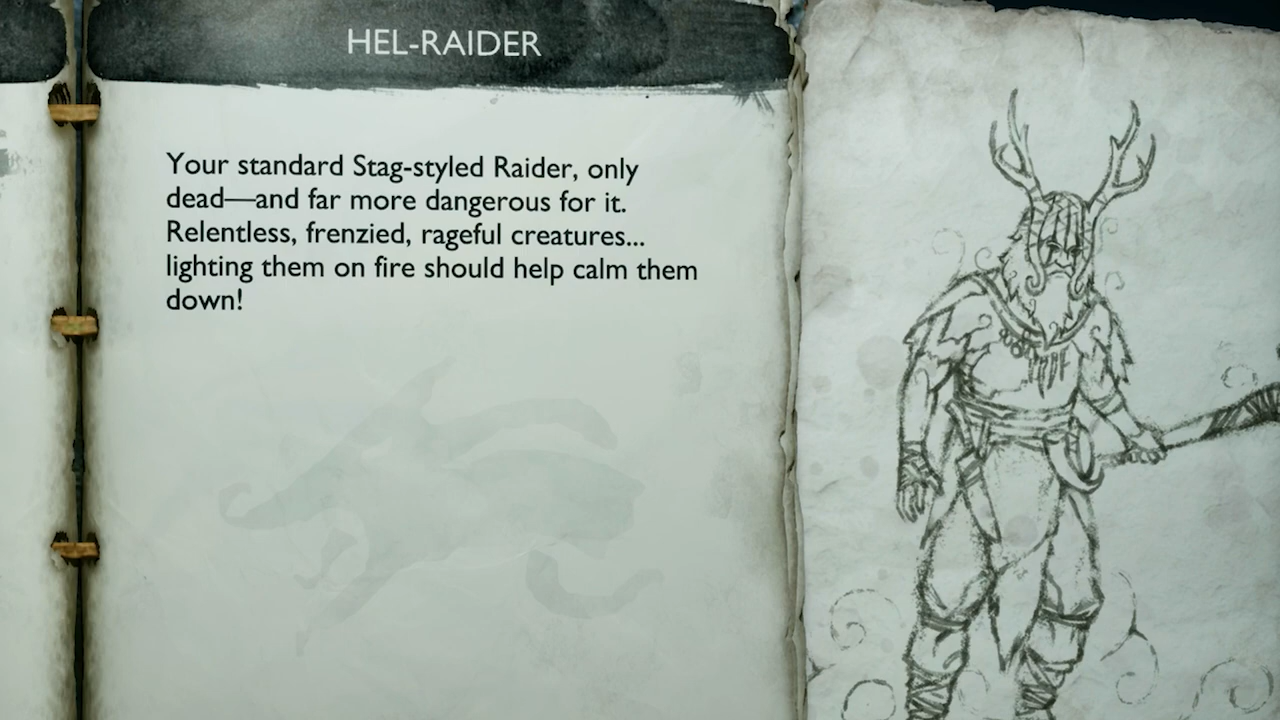 HEL-RAIDER
Your standard Stag-styled Raider, only
dead—and far more dangerous for it.
Relentless, frenzied, rageful creatures...
lighting them on fire should help calm them
down!